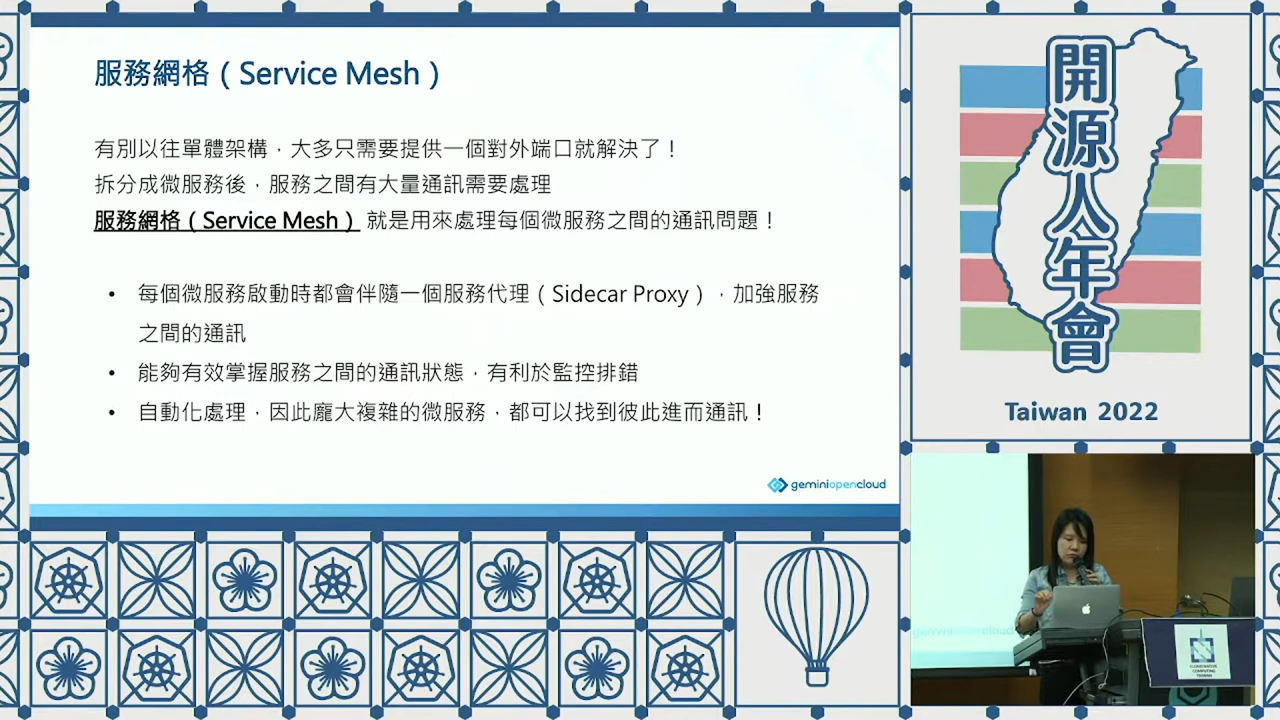 服務網格（Service Mesh）
有別以往單體架構，大多只需要提供一個對外端口就解決了！
拆分成微服務後，服務之間有大量通訊需要處理
服務網格（Service Mesh） 就是用來處理每個微服務之間的通訊問題！
• 每個微服務啟動時都會伴隨一個服務代理（Sidecar Proxy），加強服務
之間的通訊
• 能夠有效掌握服務之間的通訊狀態，有利於監控排錯
• 自動化處理，因此龐大複雜的微服務，都可以找到彼此進而通訊！
geminiopencloud
開源人年會
Taiwan 2022
geminiopencloud
CLOUD NATIVE
COMPUTING
TAIWAN